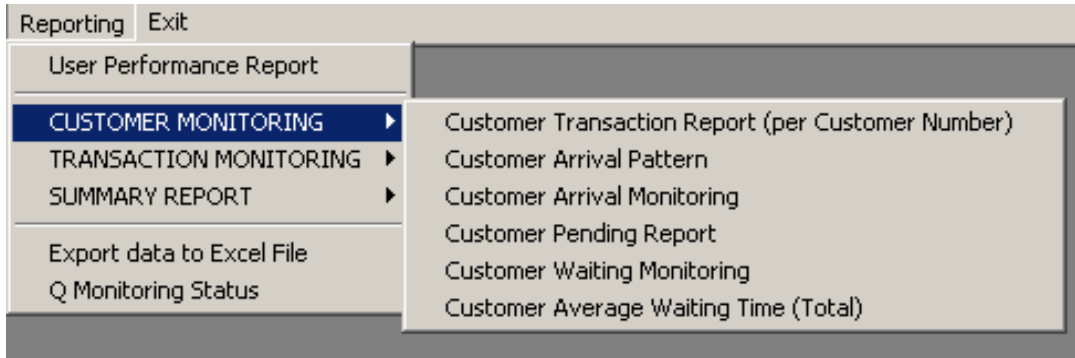 Reporting Exit
User Performance Report
CUSTOMER MONITORING
TRANSACTION MONITORING
SUMMARY REPORT
Export data to Excel File
Q Monitoring Status
Customer Transaction Report (per Customer Number)
Customer Arrival Pattern
Customer Arrival Monitoring
Customer Pending Report
Customer Waiting Monitoring
Customer Average Waiting Time (Total)